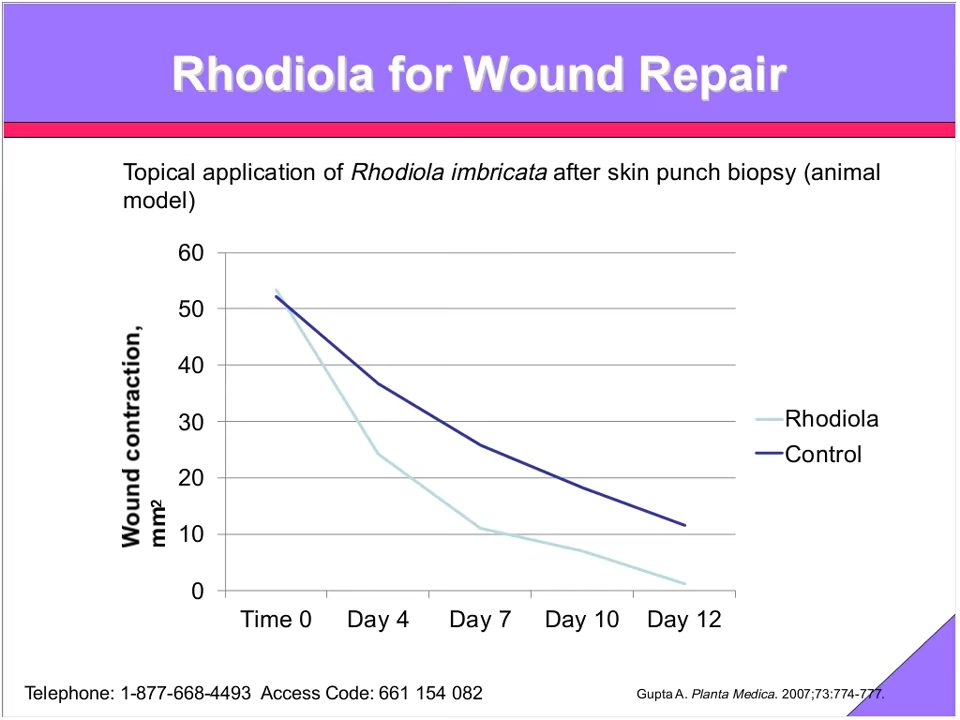 Rhodiola for Wound Repair
Topical application of Rhodiola imbricata after skin punch biopsy (animal
model)
60
50
40
30
20
10
0
Wound contraction,
mm²
Time 0 Day 4 Day 7 Day 10 Day 12
Rhodiola
Control
Telephone: 1-877-668-4493 Access Code: 661 154 082
Gupta A. Planta Medica. 2007;73:774-777.